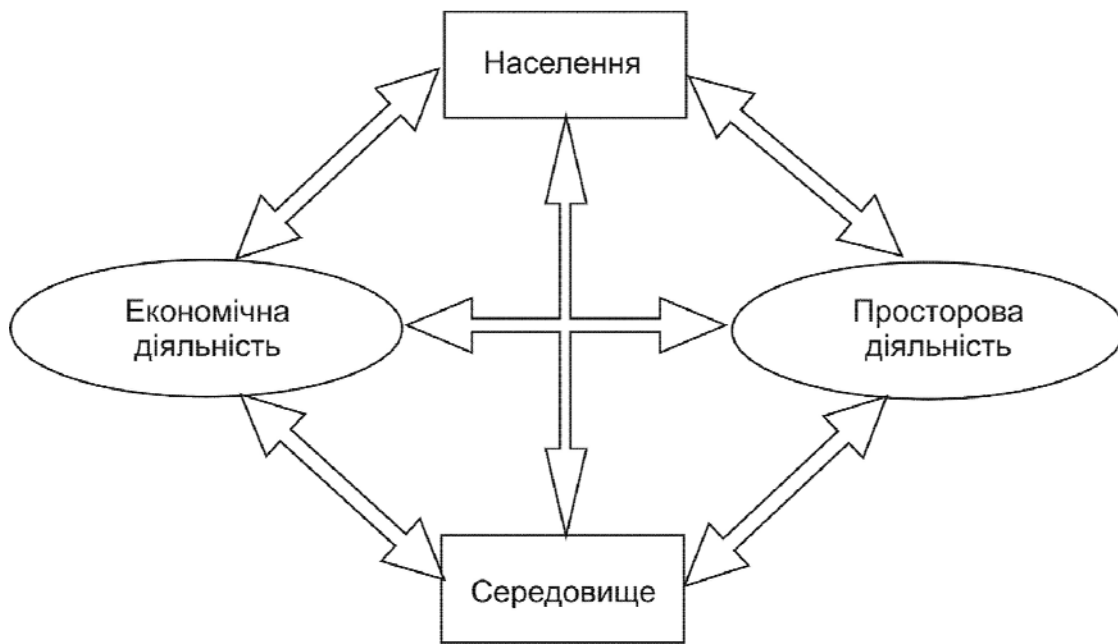 Населення
Економічна
діяльність
Просторова
діяльність
Середовище